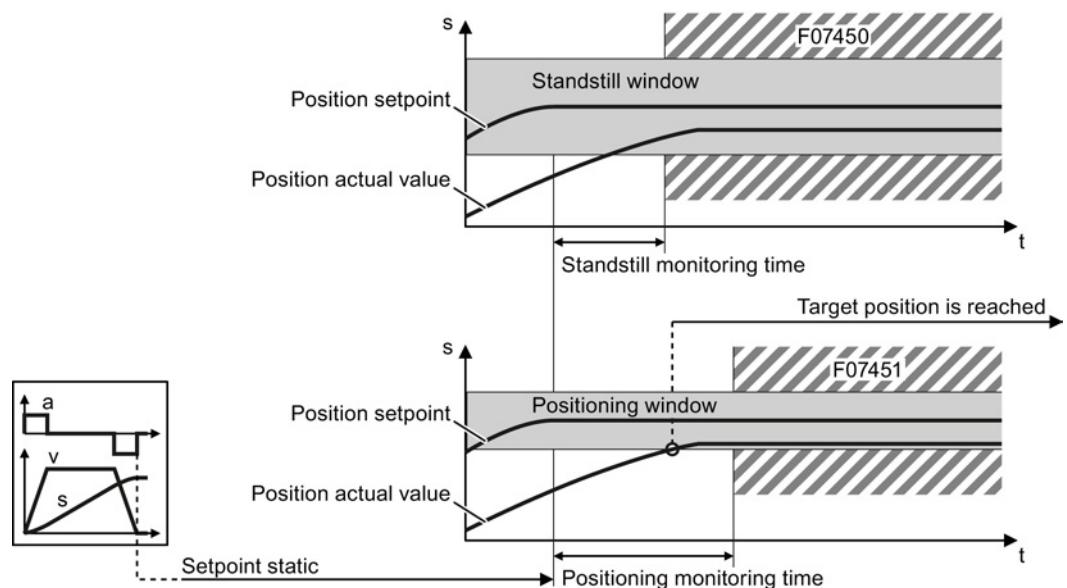 s
F07450
Standstill window
Position setpoint
Position actual value
t
Standstill monitoring time
Target position is reached
s
F07451
Positioning window
Position setpoint
Position actual value
t
a
v
s
Setpoint static
Positioning monitoring time